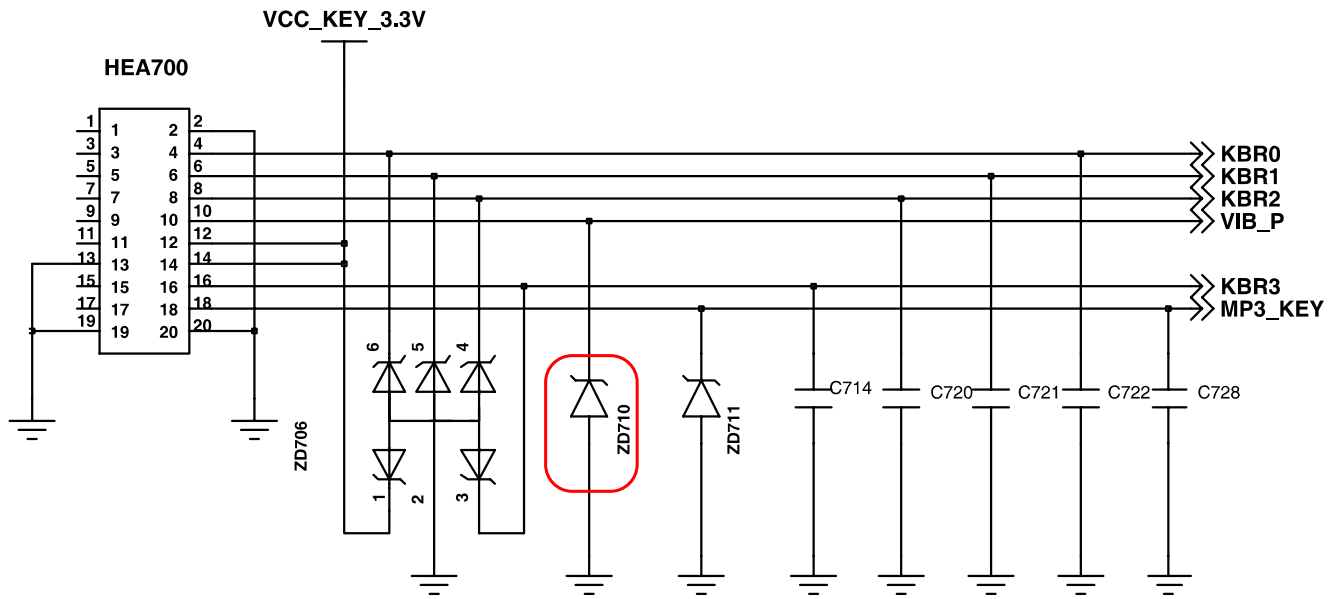 VCC_KEY_3.3V
HEA700
1 1 2 2
3 3 4 4
5 5 6 6
7 7 8 8
9 9 10 10
11 11 12 12
13 13 14 14
15 15 16 16
17 17 18 18
19 19 20 20
KBR0
KBR1
KBR2
VIB_P
KBR3
MP3_KEY
6 5 4
ZD706
1 2 3
ZD710
ZD711
C714
C720
C721
C722
C728